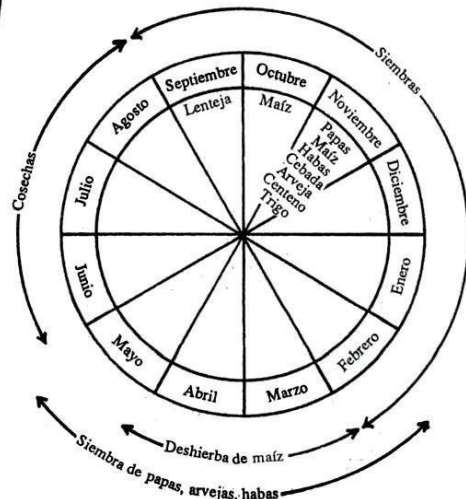 Siembras
Cosechas
Septiembre
Lenteja
Octubre
Maíz
Noviembre
Papas
Maíz
Habas
Cebada
Arveja
Centeno
Trigo
Diciembre
Enero
Febrero
Marzo
Abril
Mayo
Junio
Julio
Agosto
Deshierba de maíz
Siembra de papas, arvejas, habas